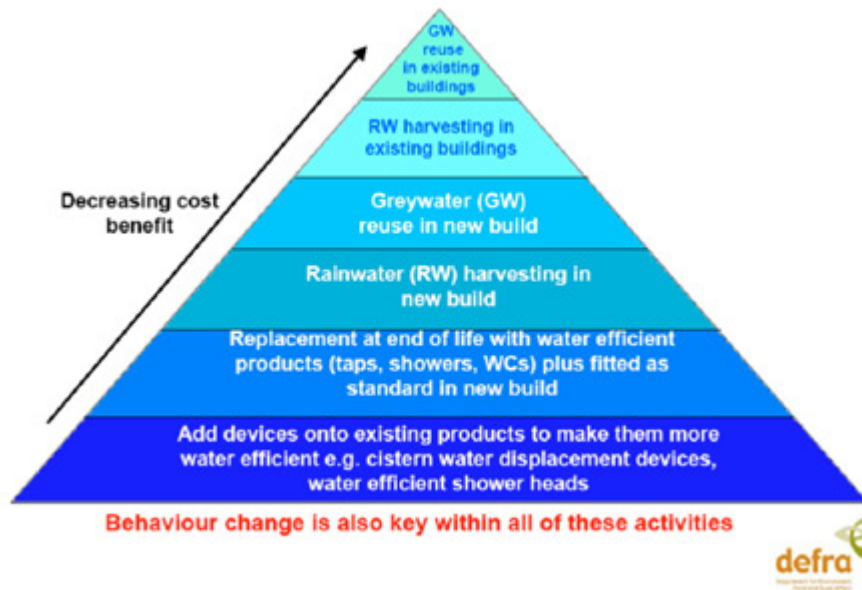 GW
reuse
in existing
buildings
RW harvesting in
existing buildings
Decreasing cost
benefit
Greywater (GW)
reuse in new build
Rainwater (RW) harvesting in
new build
Replacement at end of life with water efficient
products (taps, showers, WCs) plus fitted as
standard in new build
Add devices onto existing products to make them more
water efficient e.g. cistern water displacement devices,
water efficient shower heads
Behaviour change is also key within all of these activities
defra